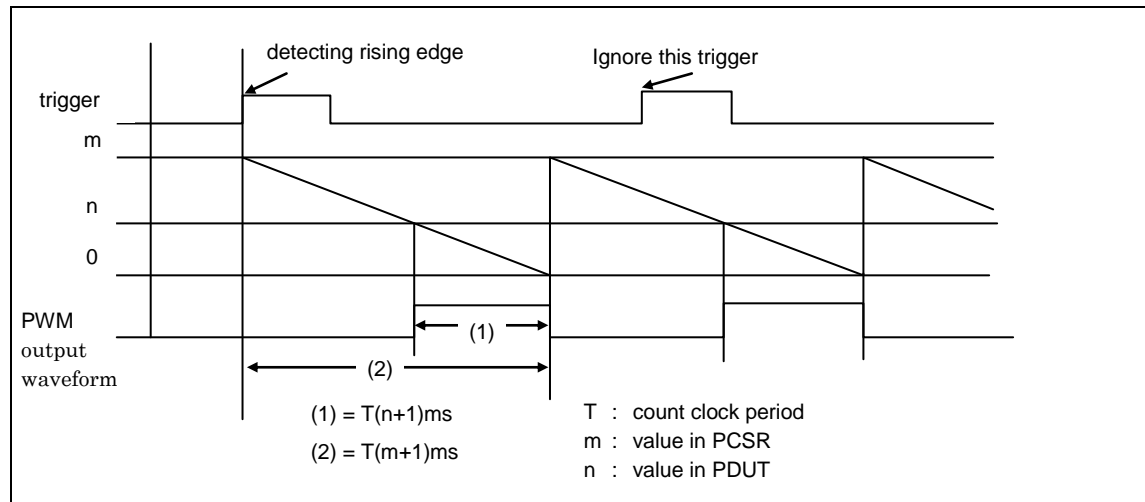 detecting rising edge
Ignore this trigger
trigger
m
n
0
PWM
output
waveform
(1)
(2)
(1) = T(n+1)ms
(2) = T(m+1)ms
T : count clock period
m : value in PCSR
n : value in PDUT